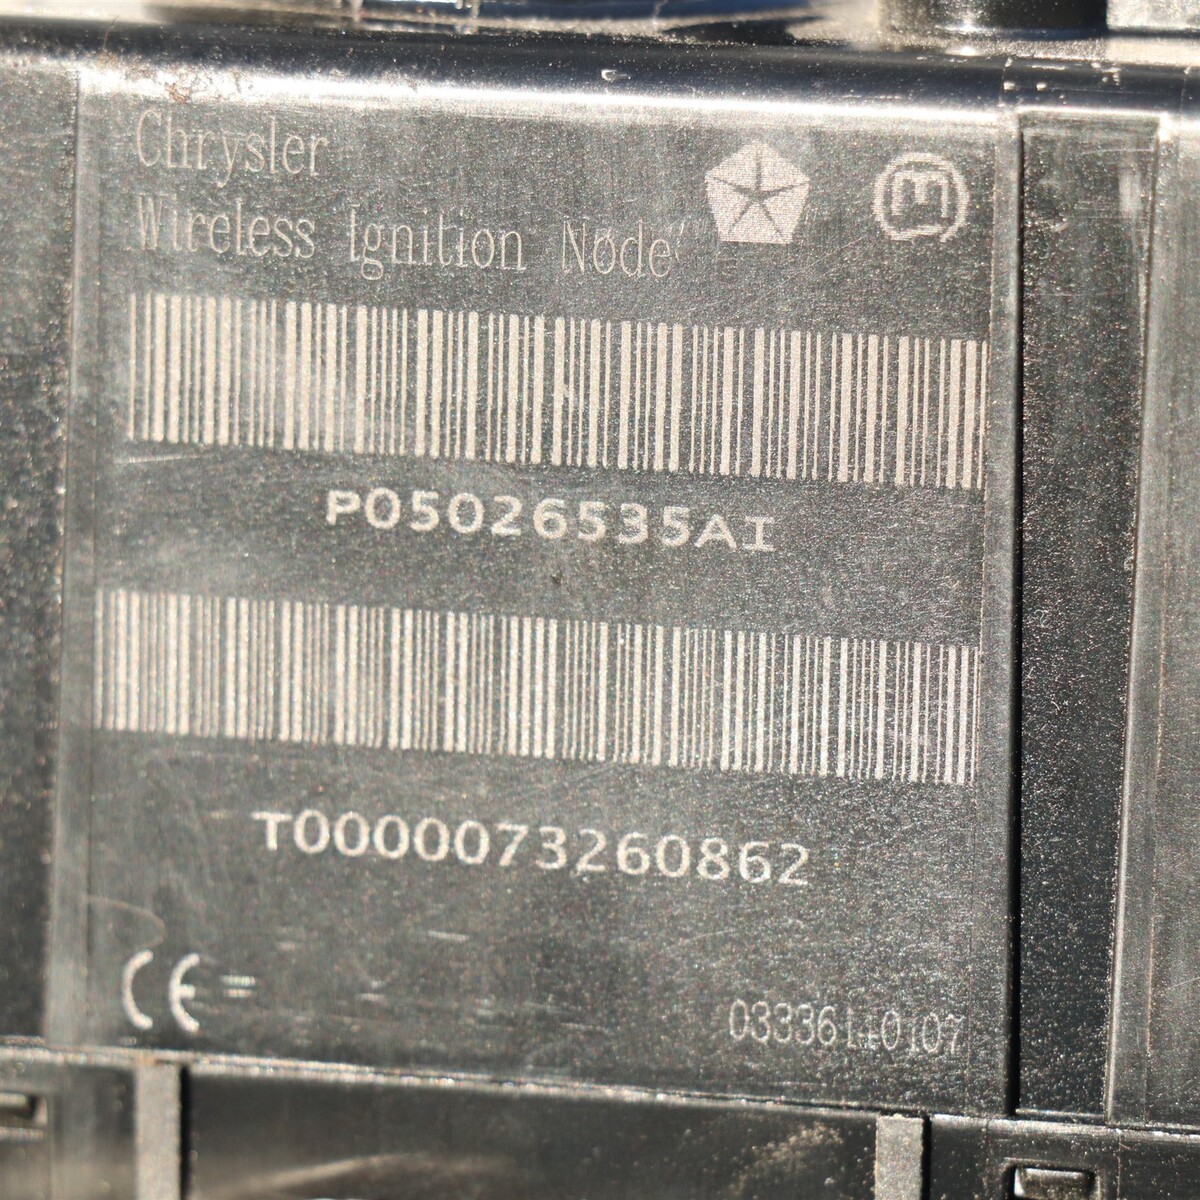 Chrysler
Wireless Ignition Node
P05026535AI
T0000073260862
CE